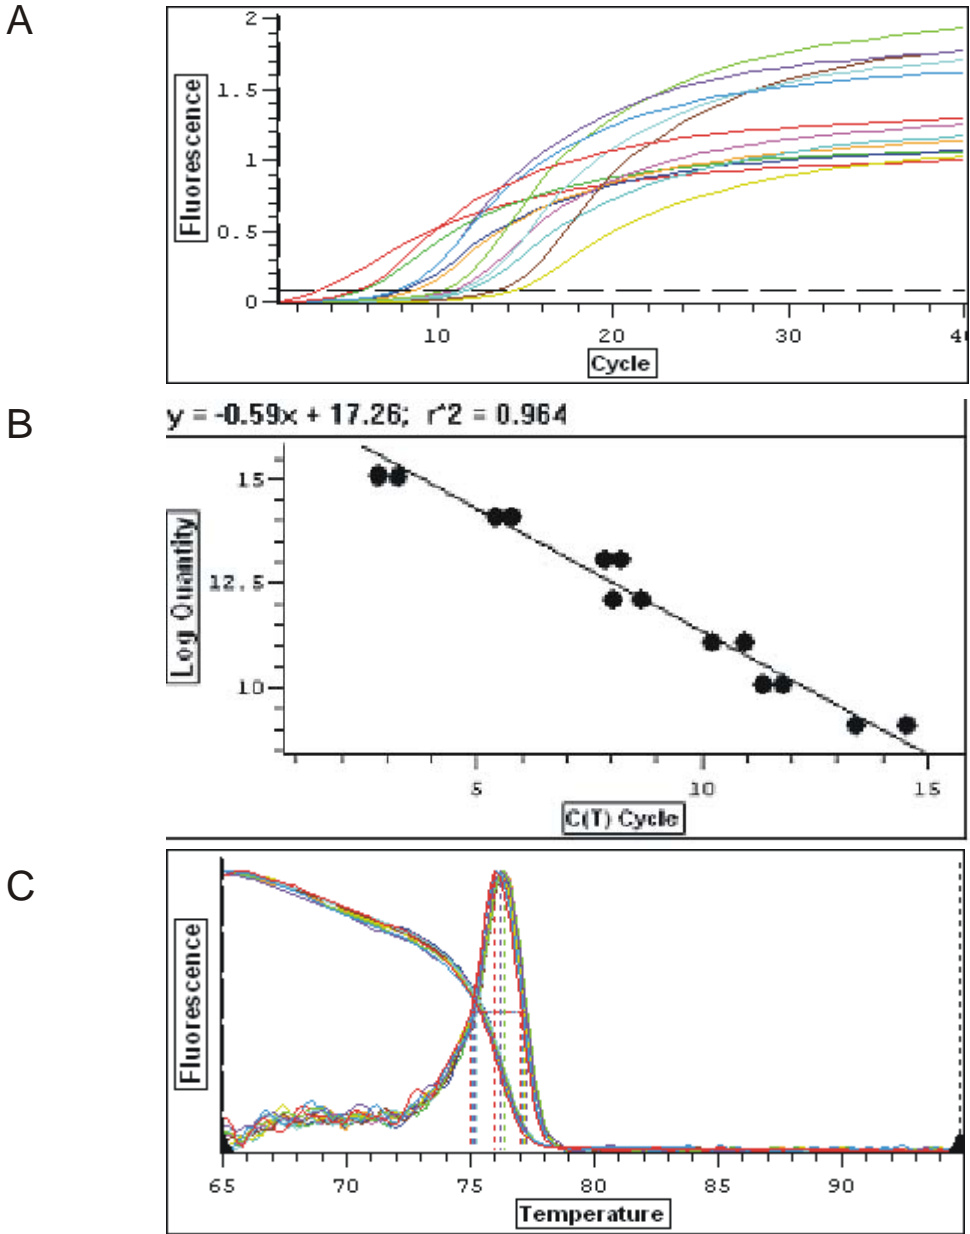 A
Fluorescence
2
1.5
1
0.5
0
10 20 30 4
Cycle
B
y = -0.59x + 17.26; r^2 = 0.964
Log Quantity
15
12.5
10
5 10 15
C(T) Cycle
C
Fluorescence
65 70 75 80 85 90
Temperature